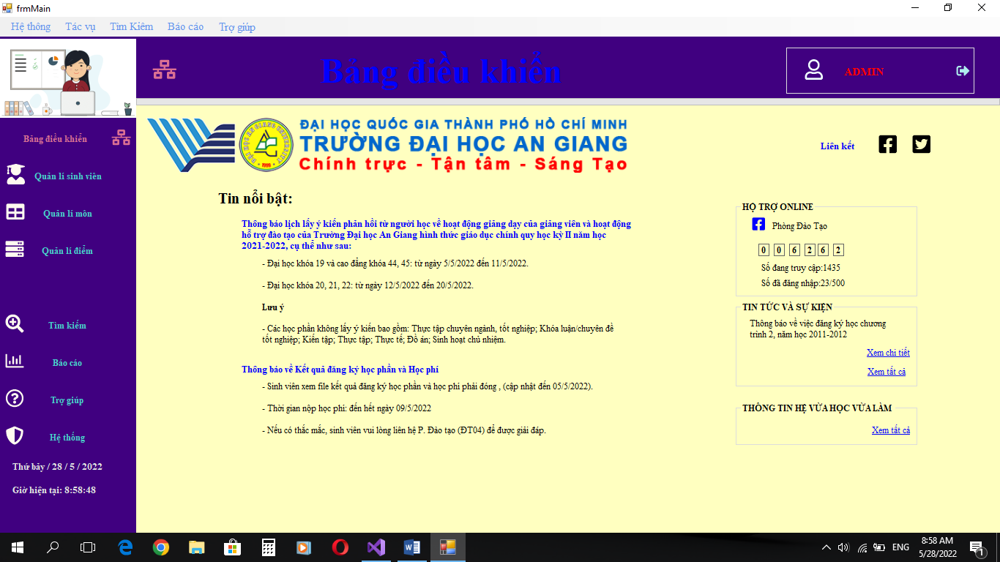 frmMain
Hệ thống Tác vụ Tìm Kiếm Báo cáo Trợ giúp
Bảng điều khiển
ADMIN
Bảng điều khiển
Quản lí sinh viên
Quản lí môn
Quản lí điểm
Tìm kiếm
Báo cáo
Trợ giúp
Hệ thống
Thứ bảy / 28 / 5 / 2022
Giờ hiện tại: 8:58:48
ĐẠI HỌC QUỐC GIA THÀNH PHỐ HỒ CHÍ MINH
TRƯỜNG ĐẠI HỌC AN GIANG
Chính trực - Tận tâm - Sáng Tạo
Liên kết
Tin nổi bật:
Thông báo lịch lấy ý kiến phản hồi từ người học về hoạt động giảng dạy của giảng viên và hoạt động
hỗ trợ đào tạo của Trường Đại học An Giang hình thức giáo dục chính quy học kỳ II năm học
2021-2022, cụ thể như sau:
- Đại học khóa 19 và cao đẳng khóa 44, 45: từ ngày 5/5/2022 đến 11/5/2022.
- Đại học khóa 20, 21, 22: từ ngày 12/5/2022 đến 20/5/2022.
Lưu ý
- Các học phần không lấy ý kiến bao gồm: Thực tập chuyên ngành, tốt nghiệp; Khóa luận/chuyên đề
tốt nghiệp; Kiến tập; Thực tập; Thực tế; Đồ án; Sinh hoạt chủ nhiệm.
Thông báo về Kết quả đăng ký học phần và Học phí
- Sinh viên xem file kết quả đăng ký học phần và học phí phải đóng , (cập nhật đến 05/5/2022).
- Thời gian nộp học phí: đến hết ngày 09/5/2022
- Nếu có thắc mắc, sinh viên vui lòng liên hệ P. Đào tạo (ĐT04) để được giải đáp.
HỖ TRỢ ONLINE
Phòng Đào Tạo
0 0 6 2 6 2
Số đang truy cập:1435
Số đã đăng nhập:23/500
TIN TỨC VÀ SỰ KIỆN
Thông báo về việc đăng ký học chương
trình 2, năm học 2011-2012
Xem chi tiết
Xem tất cả
THÔNG TIN HỆ VỪA HỌC VỪA LÀM
Xem tất cả
ENG
8:58 AM
5/28/2022
1